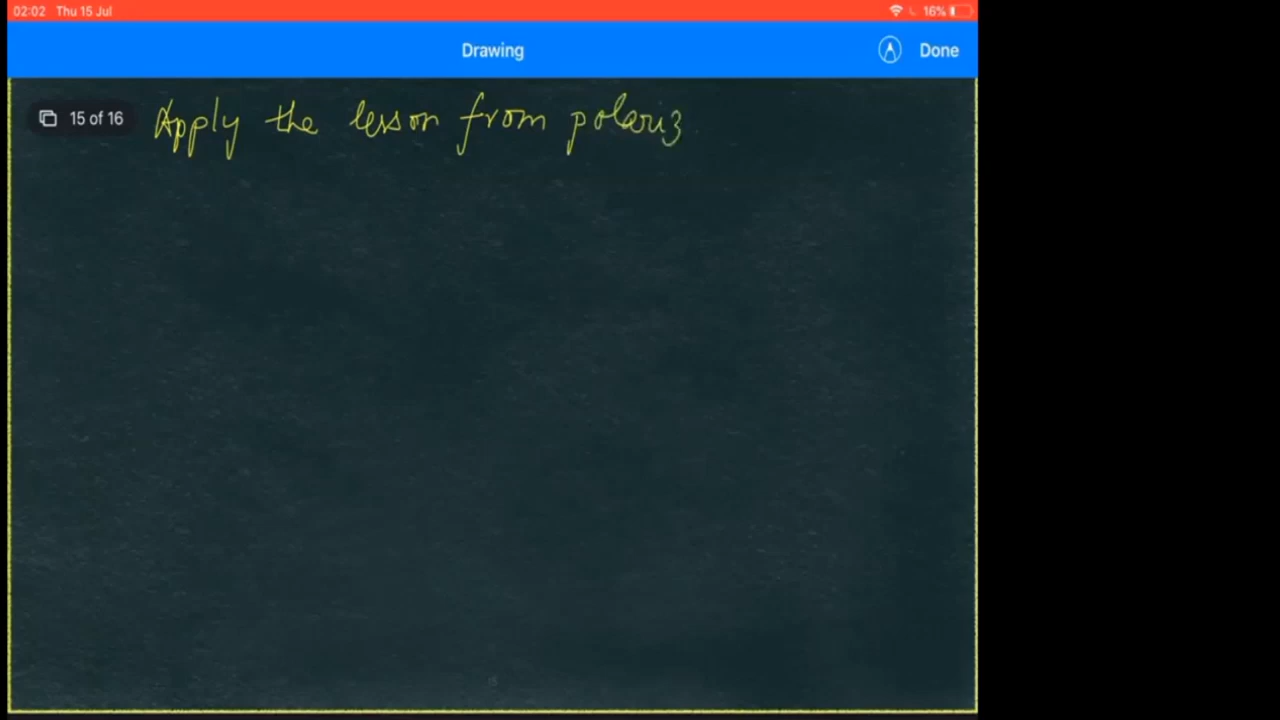 02:02 Thu 15 Jul 16%
Drawing Done
15 of 16 Apply the lesson from polariz